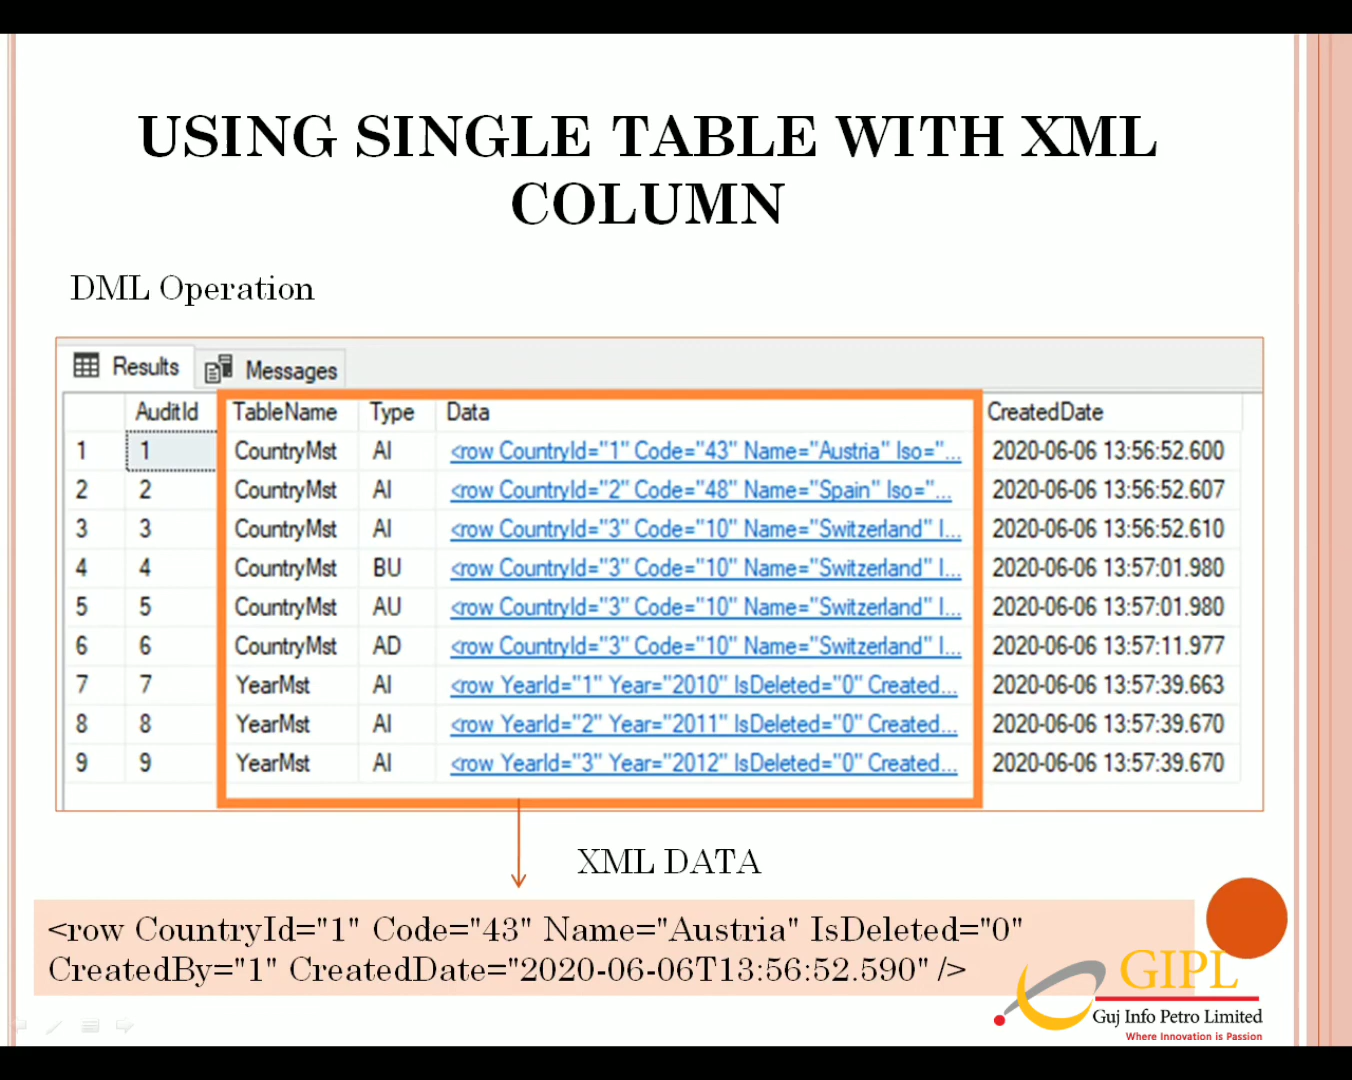 USING SINGLE TABLE WITH XML
COLUMN
DML Operation
Results Messages
AuditId TableName Type Data CreatedDate
1 1 CountryMst AI <row CountryId="1" Code="43" Name="Austria" Iso="... 2020-06-06 13:56:52.600
2 2 CountryMst AI <row CountryId="2" Code="48" Name="Spain" Iso="... 2020-06-06 13:56:52.607
3 3 CountryMst AI <row CountryId="3" Code="10" Name="Switzerland" I... 2020-06-06 13:56:52.610
4 4 CountryMst BU <row CountryId="3" Code="10" Name="Switzerland" I... 2020-06-06 13:57:01.980
5 5 CountryMst AU <row CountryId="3" Code="10" Name="Switzerland" I... 2020-06-06 13:57:01.980
6 6 CountryMst AD <row CountryId="3" Code="10" Name="Switzerland" I... 2020-06-06 13:57:11.977
7 7 YearMst AI <row YearId="1" Year="2010" IsDeleted="0" Created... 2020-06-06 13:57:39.663
8 8 YearMst AI <row YearId="2" Year="2011" IsDeleted="0" Created... 2020-06-06 13:57:39.670
9 9 YearMst AI <row YearId="3" Year="2012" IsDeleted="0" Created... 2020-06-06 13:57:39.670
XML DATA
<row CountryId="1" Code="43" Name="Austria" IsDeleted="0"
CreatedBy="1" CreatedDate="2020-06-06T13:56:52.590" />
GIPL
Guj Info Petro Limited
Where Innovation is Passion